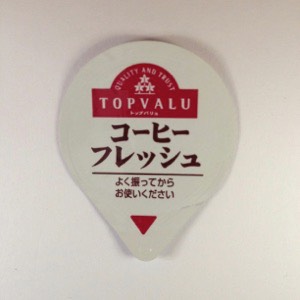 QUALITY AND TRUST
TOPVALU
トップバリュ
コーヒー
フレッシュ
よく振ってから
お使いください